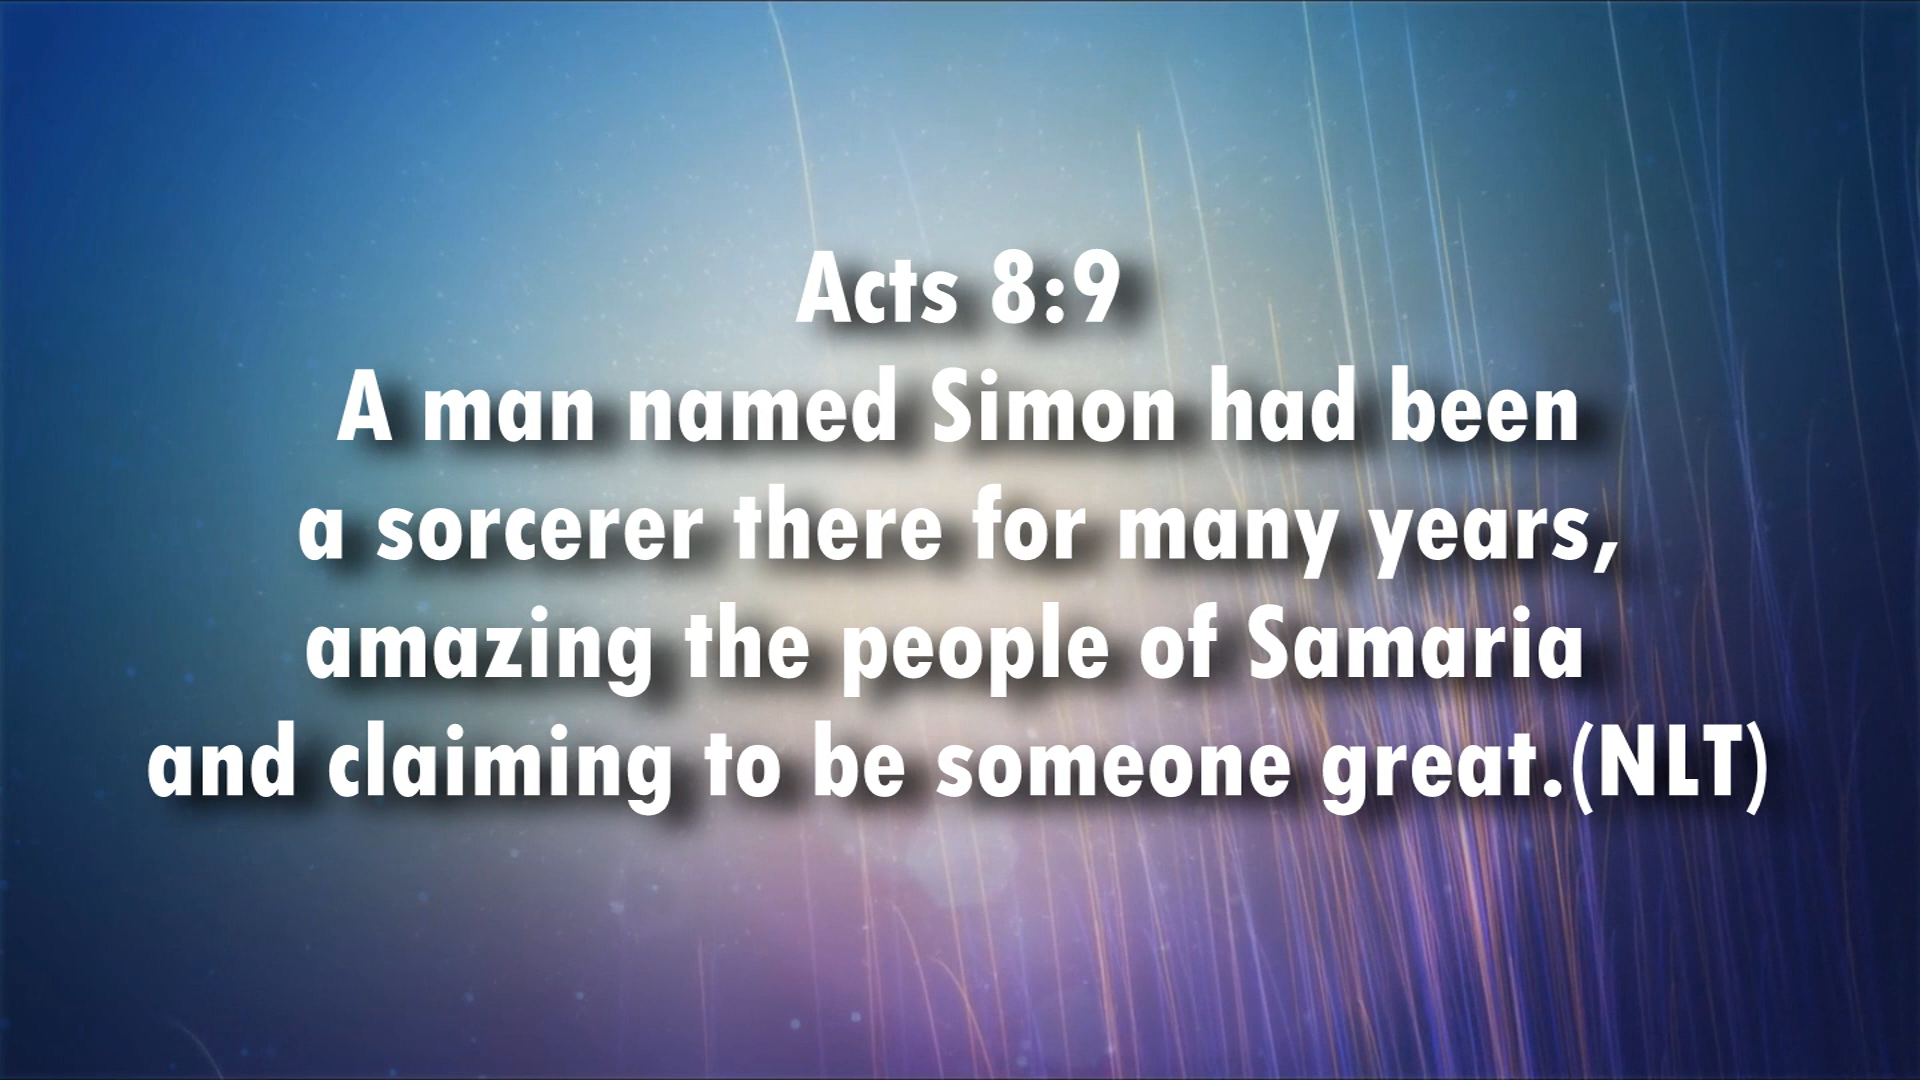 Acts 8:9
A man named Simon had been
a sorcerer there for many years,
amazing the people of Samaria
and claiming to be someone great.(NLT)